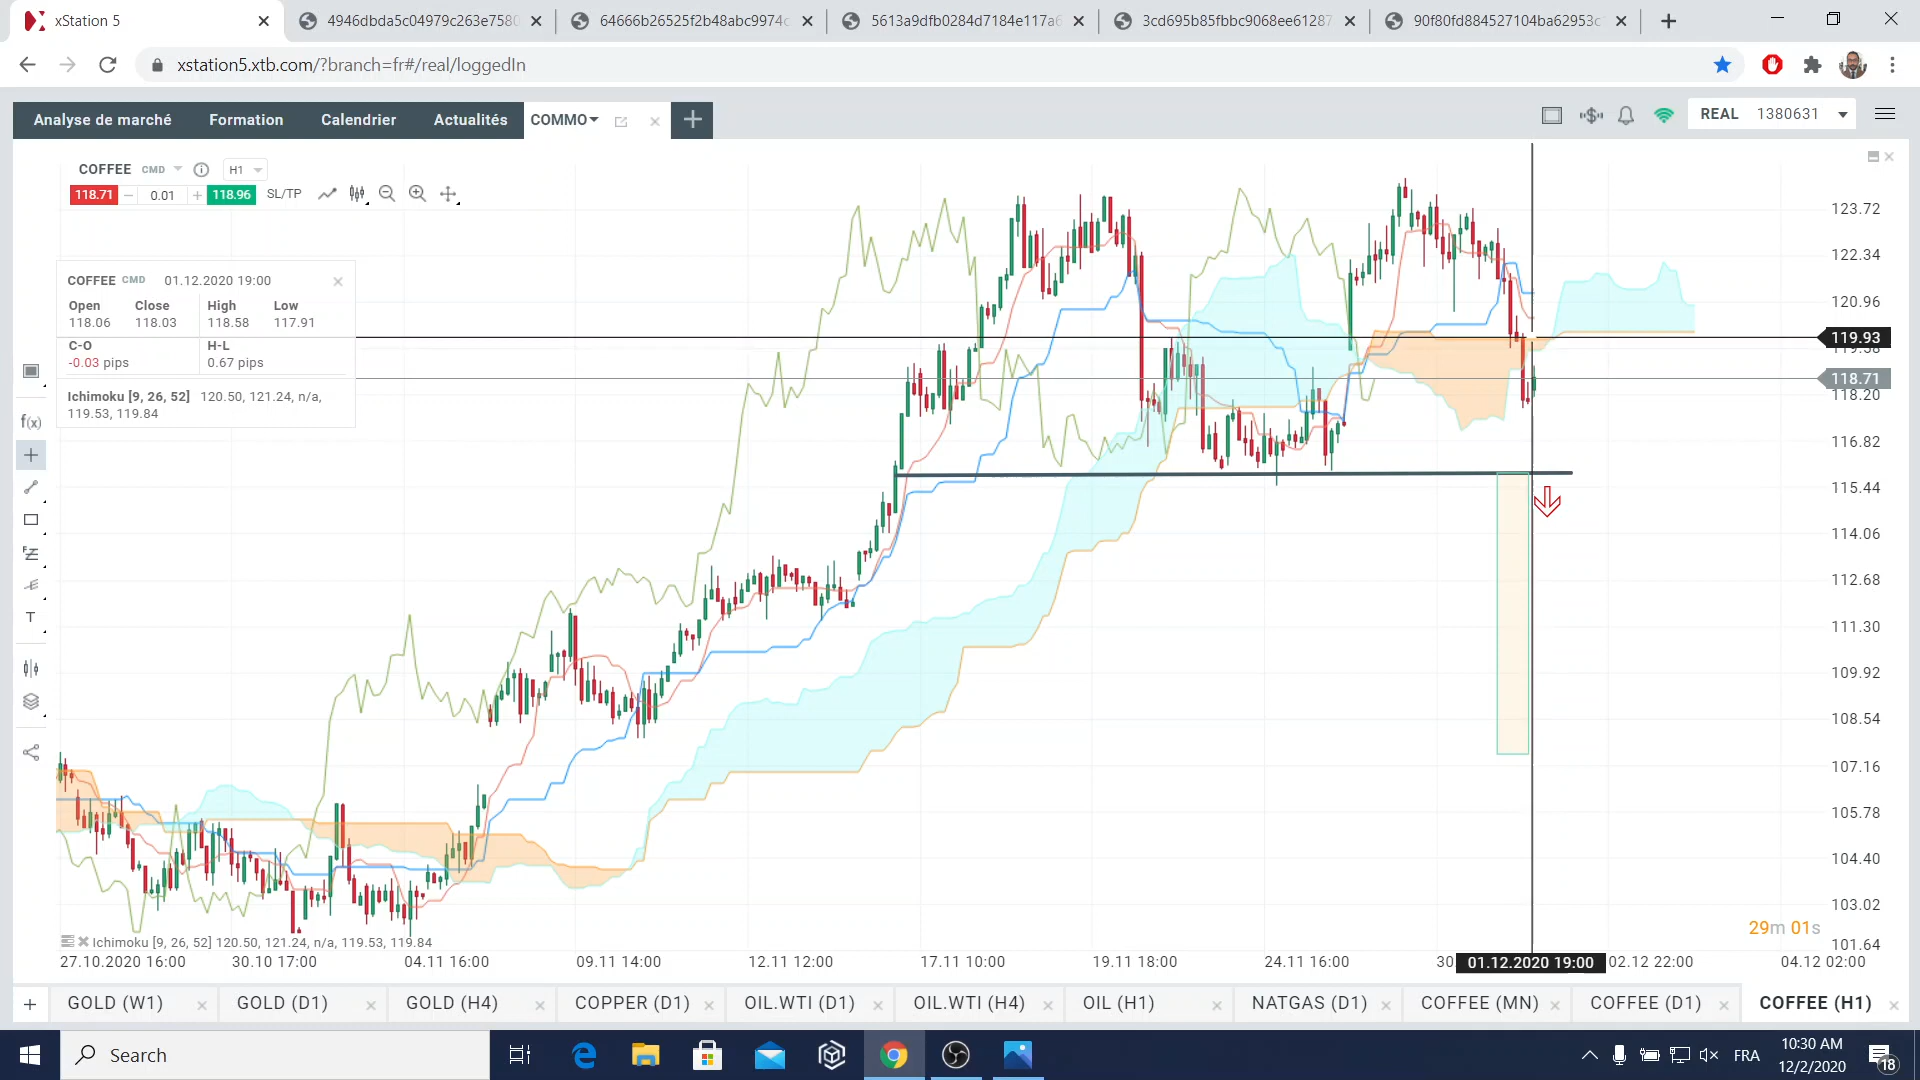 xStation 5
4946dbda5c04979c263e7580
64666b26525f2b48abc9974c
5613a9dfb0284d7184e117a6
3cd695b85fbbc9068ee61287
90f80fd884527104ba62953c
xstation5.xtb.com/?branch=fr#/real/loggedIn
Analyse de marché
Formation
Calendrier
Actualités
COMMO
REAL 1380631
COFFEE CMD H1
118.71 0.01 118.96 SL/TP
COFFEE CMD 01.12.2020 19:00
Open Close High Low
118.06 118.03 118.58 117.91
C-O H-L
-0.03 pips 0.67 pips
Ichimoku [9, 26, 52] 120.50, 121.24, n/a,
119.53, 119.84
f(x)
T
123.72
122.34
120.96
119.93
119.58
118.71
118.20
116.82
115.44
114.06
112.68
111.30
109.92
108.54
107.16
105.78
104.40
103.02
101.64
29m 01s
Ichimoku [9, 26, 52] 120.50, 121.24, n/a, 119.53, 119.84
27.10.2020 16:00 30.10 17:00 04.11 16:00 09.11 14:00 12.11 12:00 17.11 10:00 19.11 18:00 24.11 16:00 30 01.12.2020 19:00 02.12 22:00 04.12 02:00
GOLD (W1) GOLD (D1) GOLD (H4) COPPER (D1) OIL.WTI (D1) OIL.WTI (H4) OIL (H1) NATGAS (D1) COFFEE (MN) COFFEE (D1) COFFEE (H1)
Search
FRA
10:30 AM
12/2/2020
18